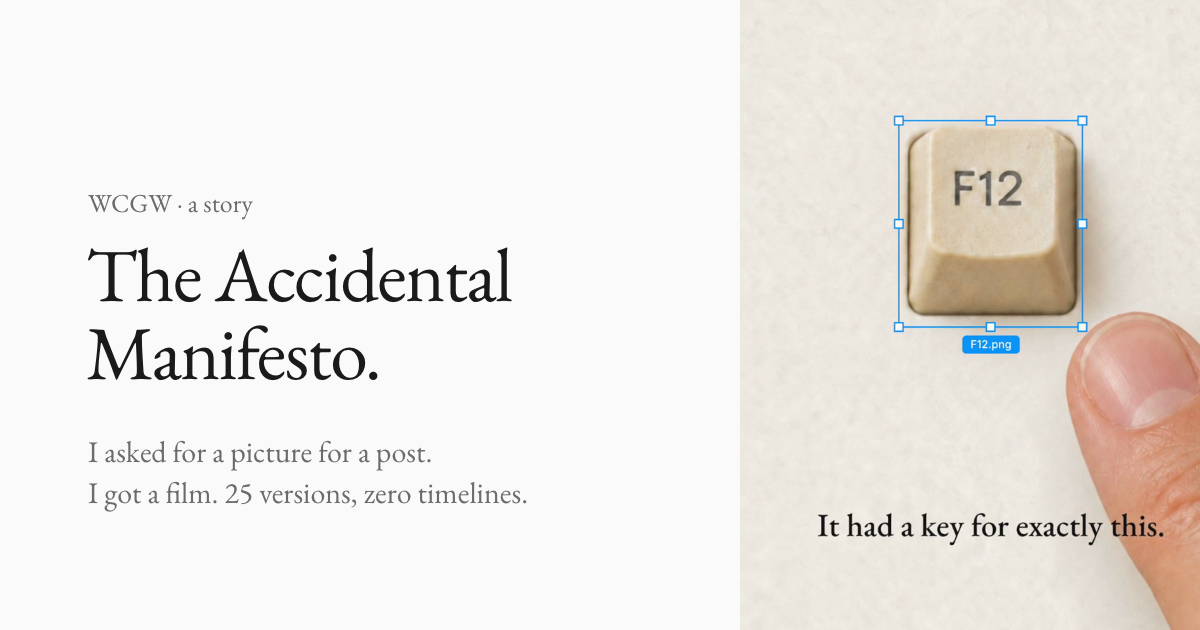 WCGW · a story
The Accidental
Manifesto.
I asked for a picture for a post.
I got a film. 25 versions, zero timelines.
F12
F12.png
It had a key for exactly this.